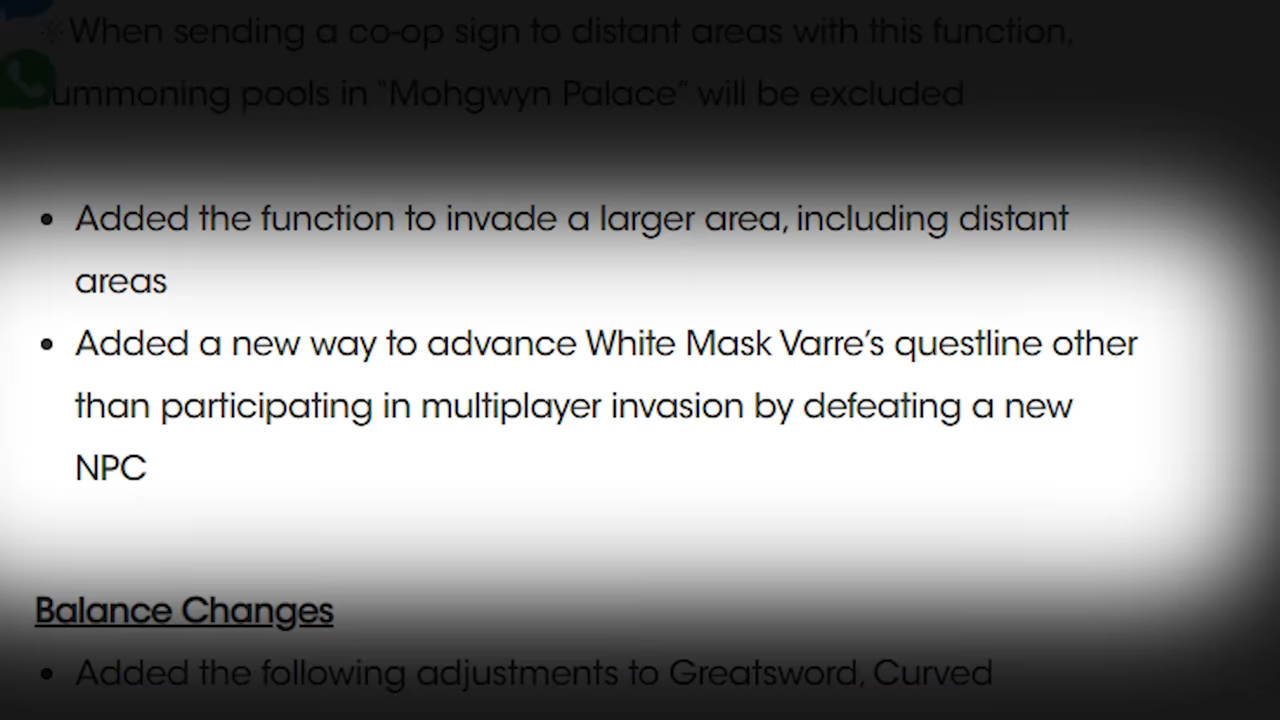 ※When sending a co-op sign to distant areas with this function,
ummoning pools in “Mohgwyn Palace” will be excluded
• Added the function to invade a larger area, including distant
areas
• Added a new way to advance White Mask Varre’s questline other
than participating in multiplayer invasion by defeating a new
NPC
Balance Changes
• Added the following adjustments to Greatsword, Curved